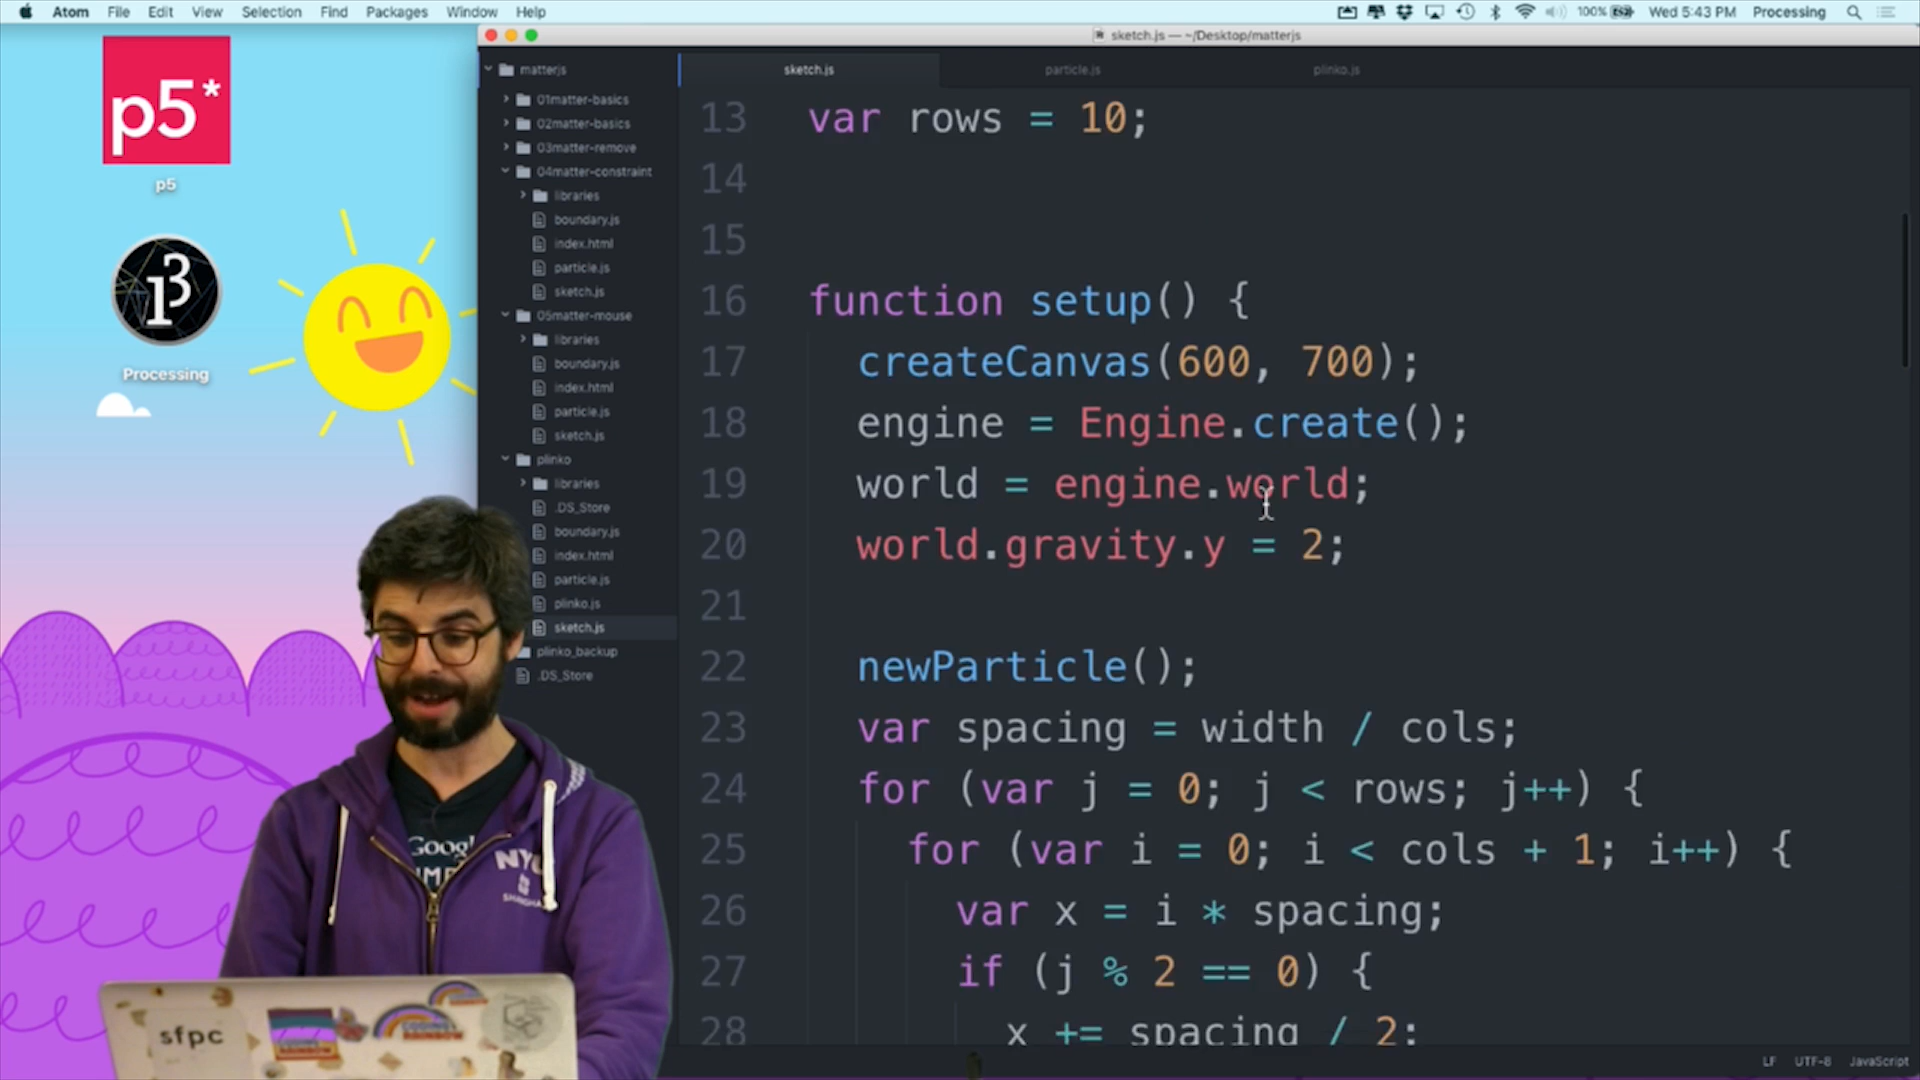 Atom File Edit View Selection Find Packages Window Help
100% Wed 5:43 PM Processing
sketch.js — ~/Desktop/matterjs
p5*
p5
Processing
matterjs
01matter-basics
02matter-basics
03matter-remove
04matter-constraint
libraries
boundary.js
index.html
particle.js
sketch.js
05matter-mouse
libraries
boundary.js
index.html
particle.js
sketch.js
plinko
libraries
.DS_Store
boundary.js
index.html
particle.js
plinko.js
sketch.js
plinko_backup
.DS_Store
sketch.js particle.js plinko.js
13 var rows = 10;
14
15
16 function setup() {
17 createCanvas(600, 700);
18 engine = Engine.create();
19 world = engine.world;
20 world.gravity.y = 2;
21
22 newParticle();
23 var spacing = width / cols;
24 for (var j = 0; j < rows; j++) {
25 for (var i = 0; i < cols + 1; i++) {
26 var x = i * spacing;
27 if (j % 2 == 0) {
28 x += spacing / 2;
LF UTF-8 JavaScript
Google
NYU
sfpc